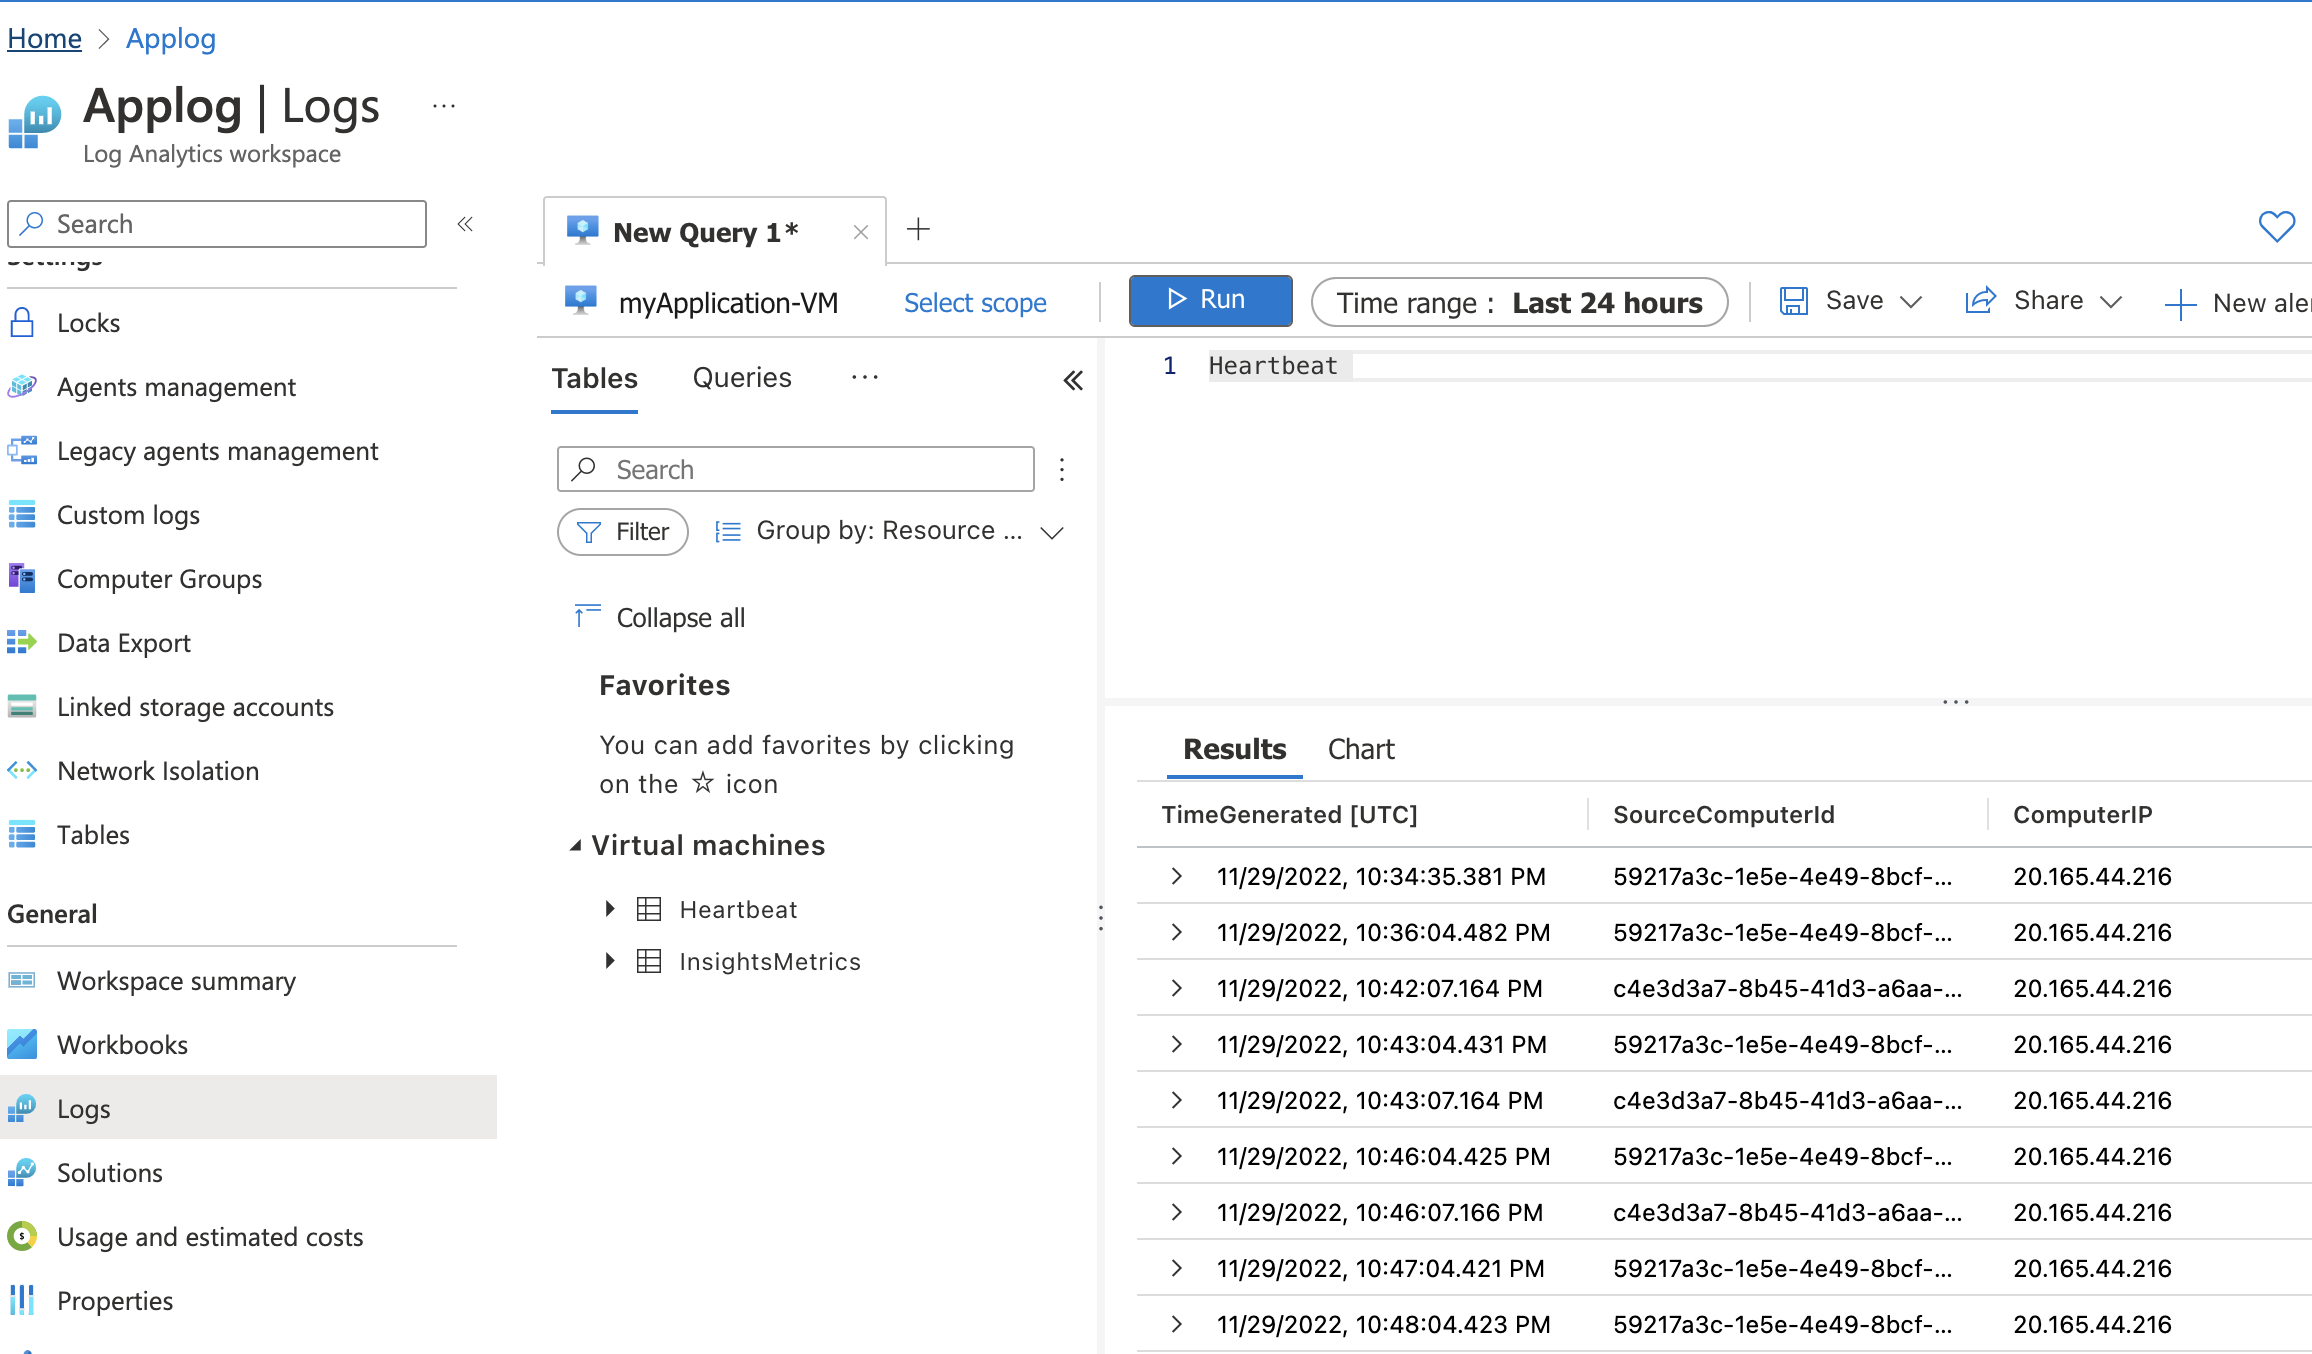 Home > Applog
Applog | Logs ...
Log Analytics workspace
Search
«
Settings
Locks
Agents management
Legacy agents management
Custom logs
Computer Groups
Data Export
Linked storage accounts
Network Isolation
Tables
General
Workspace summary
Workbooks
Logs
Solutions
Usage and estimated costs
Properties
New Query 1*
myApplication-VM
Select scope
Run
Time range : Last 24 hours
Save
Share
New aler
Tables
Queries
...
Search
Filter
Group by: Resource ...
Collapse all
Favorites
You can add favorites by clicking
on the ☆ icon
Virtual machines
Heartbeat
InsightsMetrics
1 Heartbeat
Results Chart
TimeGenerated [UTC] SourceComputerId ComputerIP
11/29/2022, 10:34:35.381 PM 59217a3c-1e5e-4e49-8bcf-... 20.165.44.216
11/29/2022, 10:36:04.482 PM 59217a3c-1e5e-4e49-8bcf-... 20.165.44.216
11/29/2022, 10:42:07.164 PM c4e3d3a7-8b45-41d3-a6aa-... 20.165.44.216
11/29/2022, 10:43:04.431 PM 59217a3c-1e5e-4e49-8bcf-... 20.165.44.216
11/29/2022, 10:43:07.164 PM c4e3d3a7-8b45-41d3-a6aa-... 20.165.44.216
11/29/2022, 10:46:04.425 PM 59217a3c-1e5e-4e49-8bcf-... 20.165.44.216
11/29/2022, 10:46:07.166 PM c4e3d3a7-8b45-41d3-a6aa-... 20.165.44.216
11/29/2022, 10:47:04.421 PM 59217a3c-1e5e-4e49-8bcf-... 20.165.44.216
11/29/2022, 10:48:04.423 PM 59217a3c-1e5e-4e49-8bcf-... 20.165.44.216